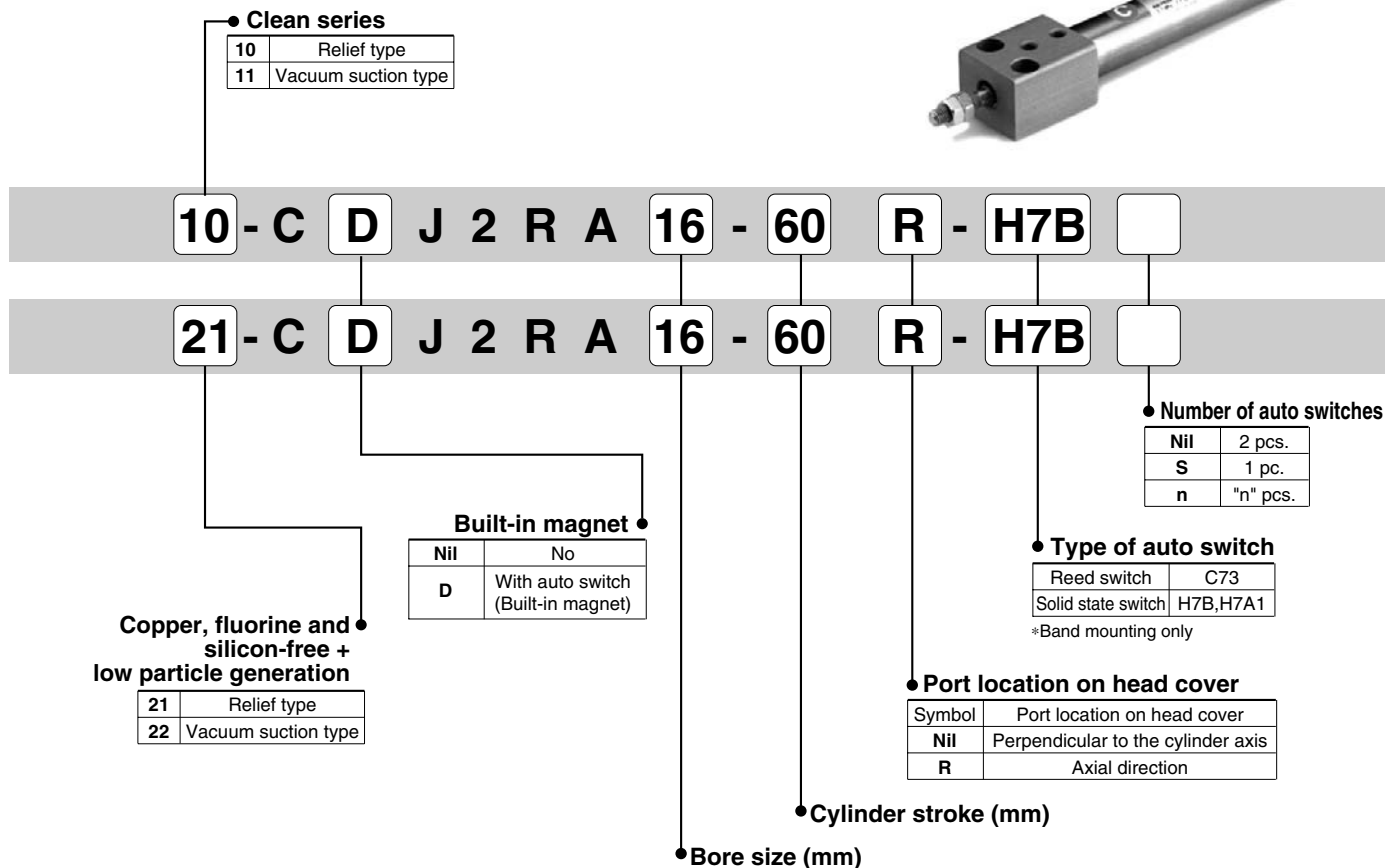 Clean series
10 Relief type
11 Vacuum suction type
10 - C D J 2 R A 16 - 60 R - H7B
21 - C D J 2 R A 16 - 60 R - H7B
Number of auto switches
Nil 2 pcs.
S 1 pc.
n "n" pcs.
Built-in magnet
Nil No
D With auto switch
(Built-in magnet)
Type of auto switch
Reed switch C73
Solid state switch H7B,H7A1
*Band mounting only
Copper, fluorine and
silicon-free +
low particle generation
21 Relief type
22 Vacuum suction type
Port location on head cover
Symbol Port location on head cover
Nil Perpendicular to the cylinder axis
R Axial direction
Cylinder stroke (mm)
Bore size (mm)